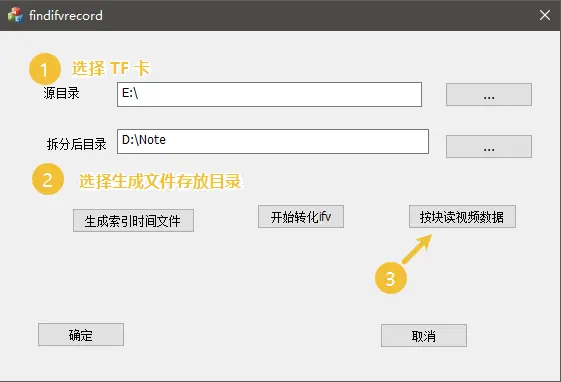 findifvrecord
1 选择 TF 卡
源目录 E:\ ...
拆分后目录 D:\Note ...
2 选择生成文件存放目录
生成索引时间文件 开始转化ifv 按块读视频数据
3
确定 取消